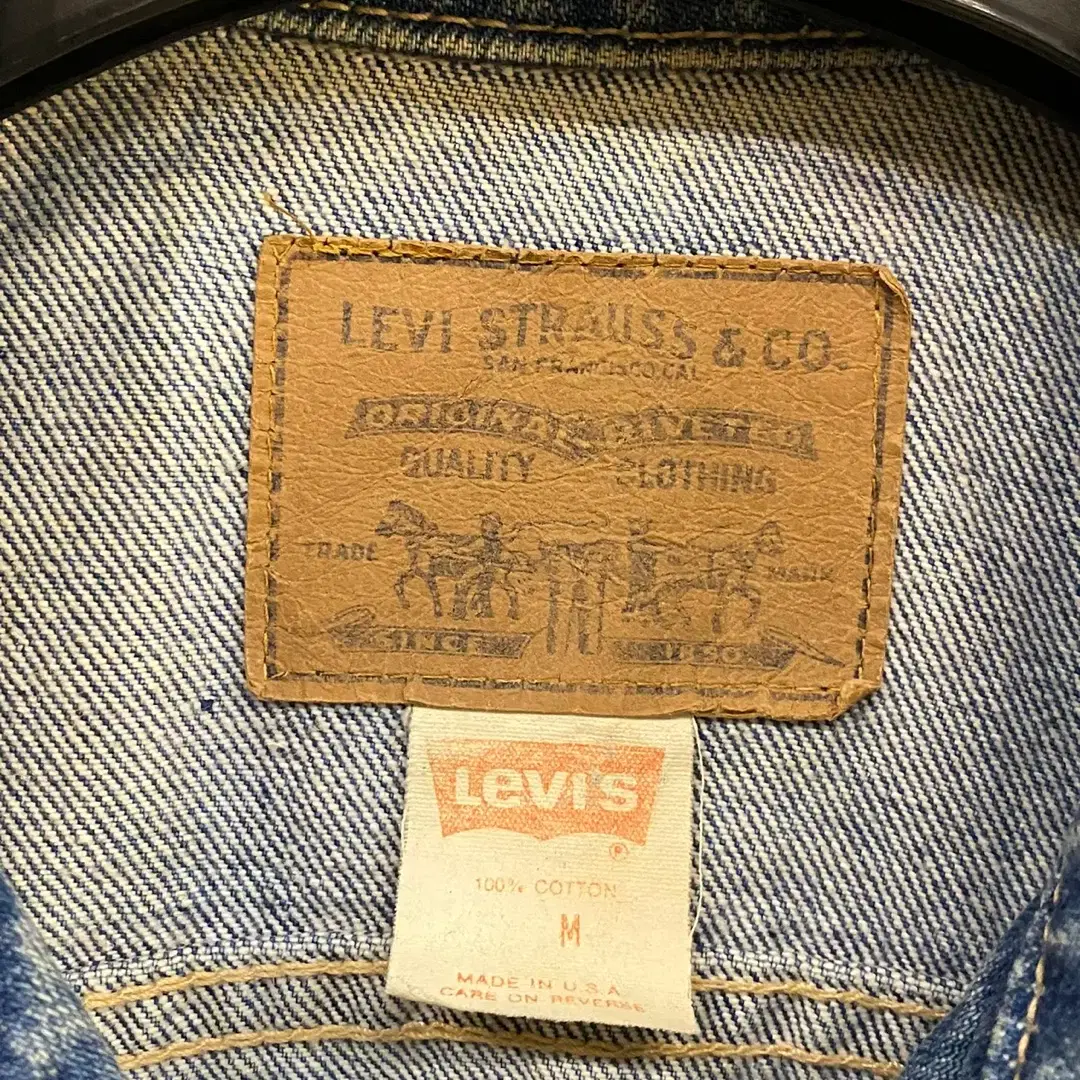 LEVI STRAUSS & CO.
SAN FRANCISCO, CAL.
ORIGINAL RIVETED
QUALITY CLOTHING
TRADE MARK
SINCE
LEVI'S
®
100% COTTON
M
MADE IN U.S.A
CARE ON REVERSE